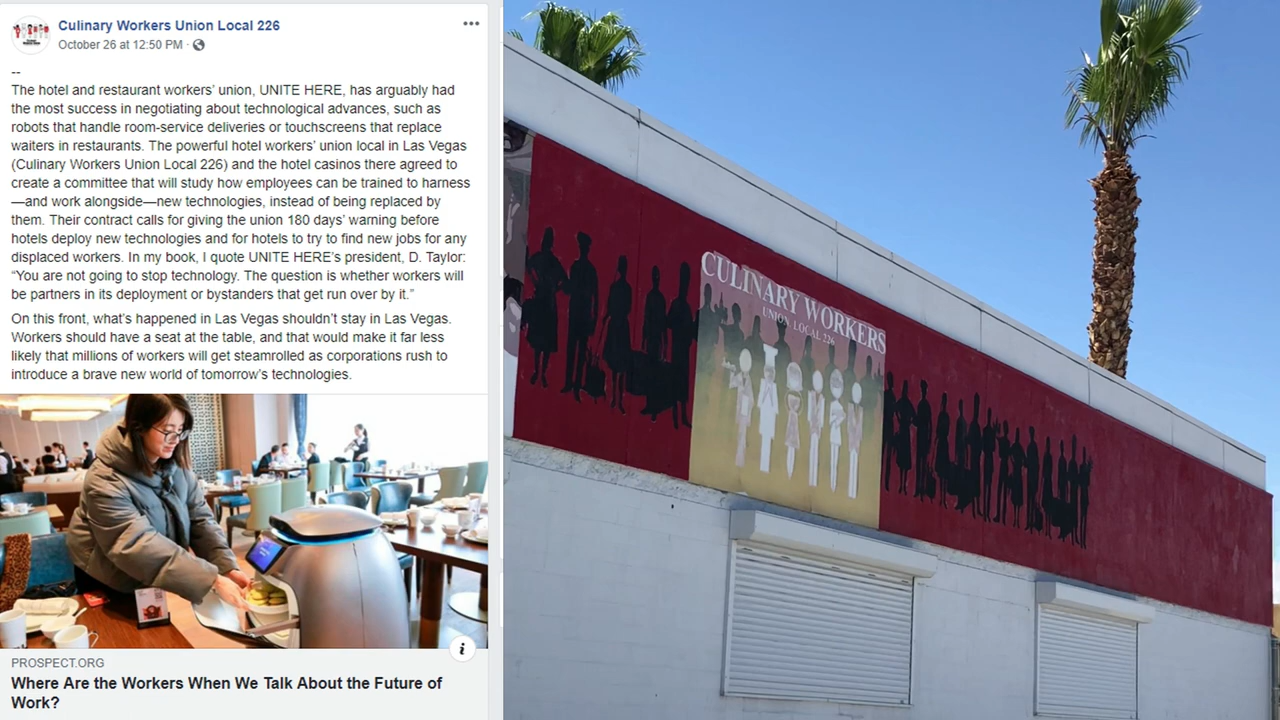 Culinary Workers Union Local 226
October 26 at 12:50 PM ·
--
The hotel and restaurant workers’ union, UNITE HERE, has arguably had
the most success in negotiating about technological advances, such as
robots that handle room-service deliveries or touchscreens that replace
waiters in restaurants. The powerful hotel workers’ union local in Las Vegas
(Culinary Workers Union Local 226) and the hotel casinos there agreed to
create a committee that will study how employees can be trained to harness
—and work alongside—new technologies, instead of being replaced by
them. Their contract calls for giving the union 180 days’ warning before
hotels deploy new technologies and for hotels to try to find new jobs for any
displaced workers. In my book, I quote UNITE HERE’s president, D. Taylor:
“You are not going to stop technology. The question is whether workers will
be partners in its deployment or bystanders that get run over by it.”
On this front, what’s happened in Las Vegas shouldn’t stay in Las Vegas.
Workers should have a seat at the table, and that would make it far less
likely that millions of workers will get steamrolled as corporations rush to
introduce a brave new world of tomorrow’s technologies.
PROSPECT.ORG
Where Are the Workers When We Talk About the Future of
Work?
CULINARY WORKERS
UNION LOCAL 226